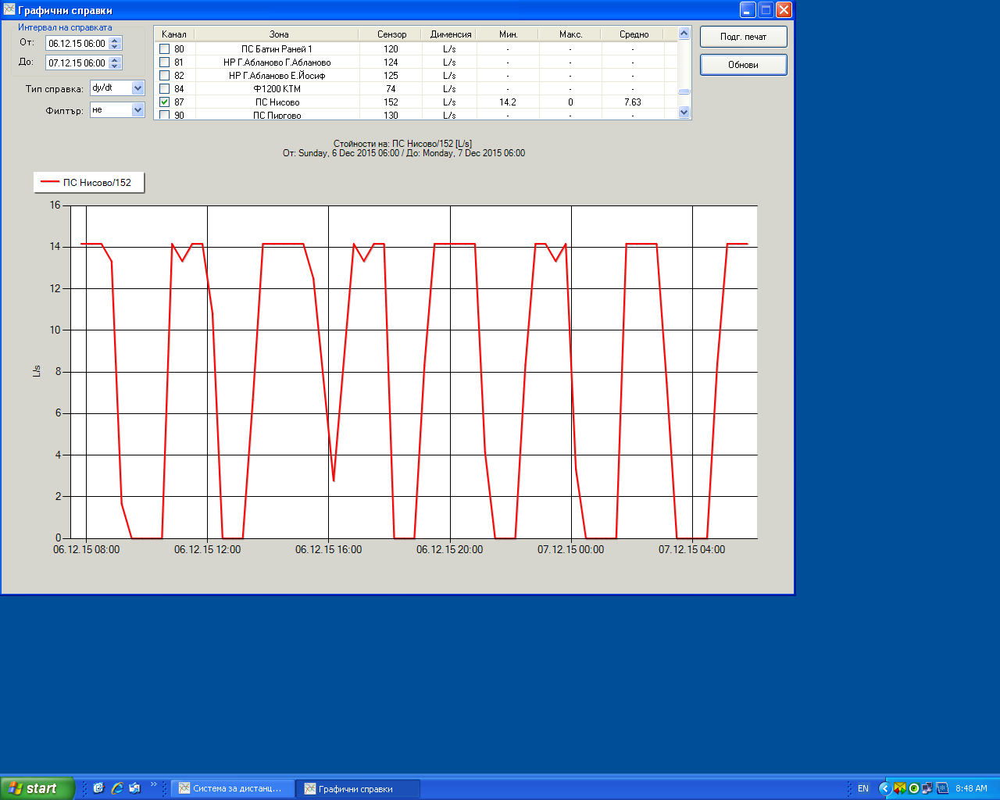 Графични справки
Интервал на справката
От: 06.12.15 06:00
До: 07.12.15 06:00
Тип справка: dy/dt
Филтър: не
Канал Зона Сензор Дименсия Мин. Макс. Средно
80 ПС Батин Раней 1 120 L/s - - -
81 НР Г.Абланово Г.Абланово 124 L/s - - -
82 НР Г.Абланово Е.Йосиф 125 L/s - - -
84 Ф1200 КТМ 74 L/s - - -
87 ПС Нисово 152 L/s 14.2 0 7.63
90 ПС Пиргово 130 L/s - - -
Подг. печат
Обнови
Стойности на: ПС Нисово/152 [L/s]
От: Sunday, 6 Dec 2015 06:00 / До: Monday, 7 Dec 2015 06:00
ПС Нисово/152
16
14
12
10
8
6
4
2
0
L/s
06.12.15 08:00 06.12.15 12:00 06.12.15 16:00 06.12.15 20:00 07.12.15 00:00 07.12.15 04:00
start
Система за дистанц...
Графични справки
EN
8:48 AM